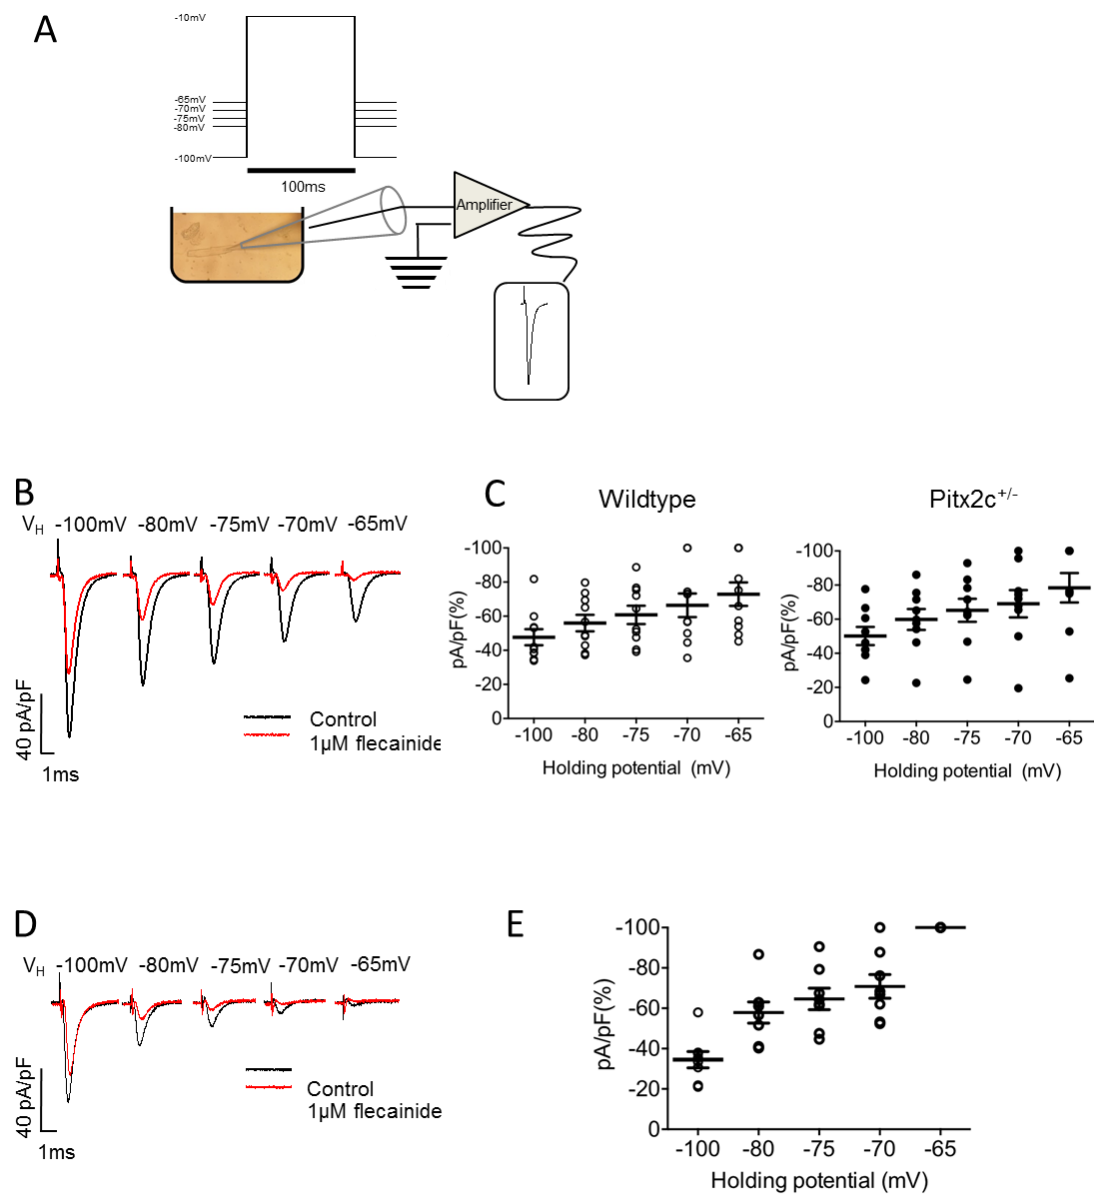 A
-10mV
-65mV
-70mV
-75mV
-80mV
-100mV
100ms
Amplifier
B
V_H -100mV -80mV -75mV -70mV -65mV
40 pA/pF
1ms
Control
1µM flecainide
C
Wildtype
pA/pF(%)
-100
-80
-60
-40
-20
0
-100 -80 -75 -70 -65
Holding potential (mV)
Pitx2c+/-
pA/pF(%)
-100
-80
-60
-40
-20
0
-100 -80 -75 -70 -65
Holding potential (mV)
D
V_H -100mV -80mV -75mV -70mV -65mV
40 pA/pF
1ms
Control
1µM flecainide
E
pA/pF(%)
-100
-80
-60
-40
-20
0
-100 -80 -75 -70 -65
Holding potential (mV)